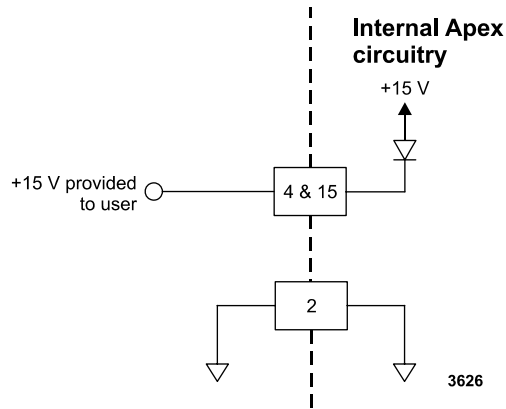 Internal Apex
circuitry
+15 V
+15 V provided
to user
4 & 15
2
3626